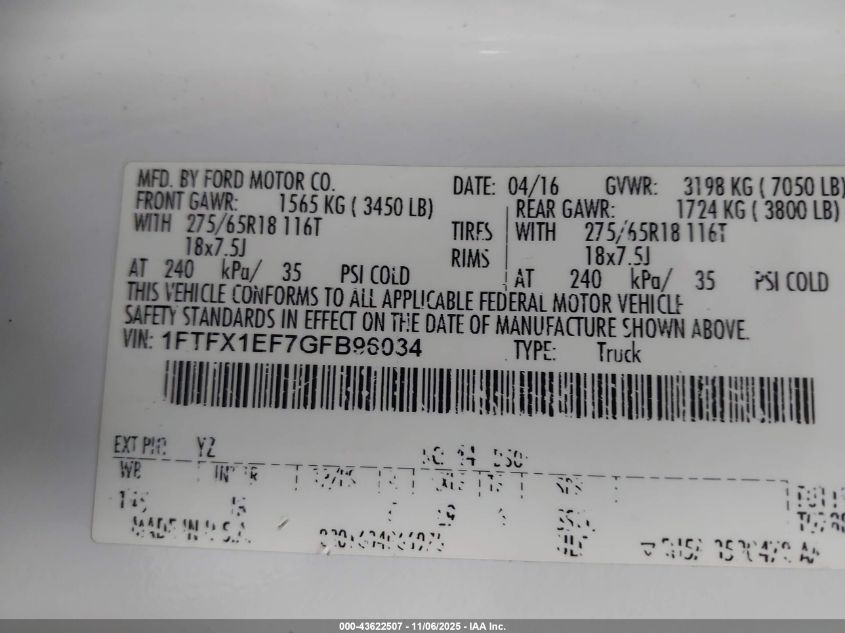 MFD. BY FORD MOTOR CO. DATE: 04/16 GVWR: 3198 KG ( 7050 LB)
FRONT GAWR: 1565 KG ( 3450 LB) REAR GAWR: 1724 KG ( 3800 LB)
WITH 275/65R18 116T TIRES WITH 275/65R18 116T
18x7.5J RIMS 18x7.5J
AT 240 kPa/ 35 PSI COLD AT 240 kPa/ 35 PSI COLD
THIS VEHICLE CONFORMS TO ALL APPLICABLE FEDERAL MOTOR VEHICLE
SAFETY STANDARDS IN EFFECT ON THE DATE OF MANUFACTURE SHOWN ABOVE.
VIN: 1FTFX1EF7GFB96034 TYPE: Truck
EXT PNT: YZ
WB
145
MADE IN U.S.A.
000-43622507 - 11/06/2025 - IAA Inc.